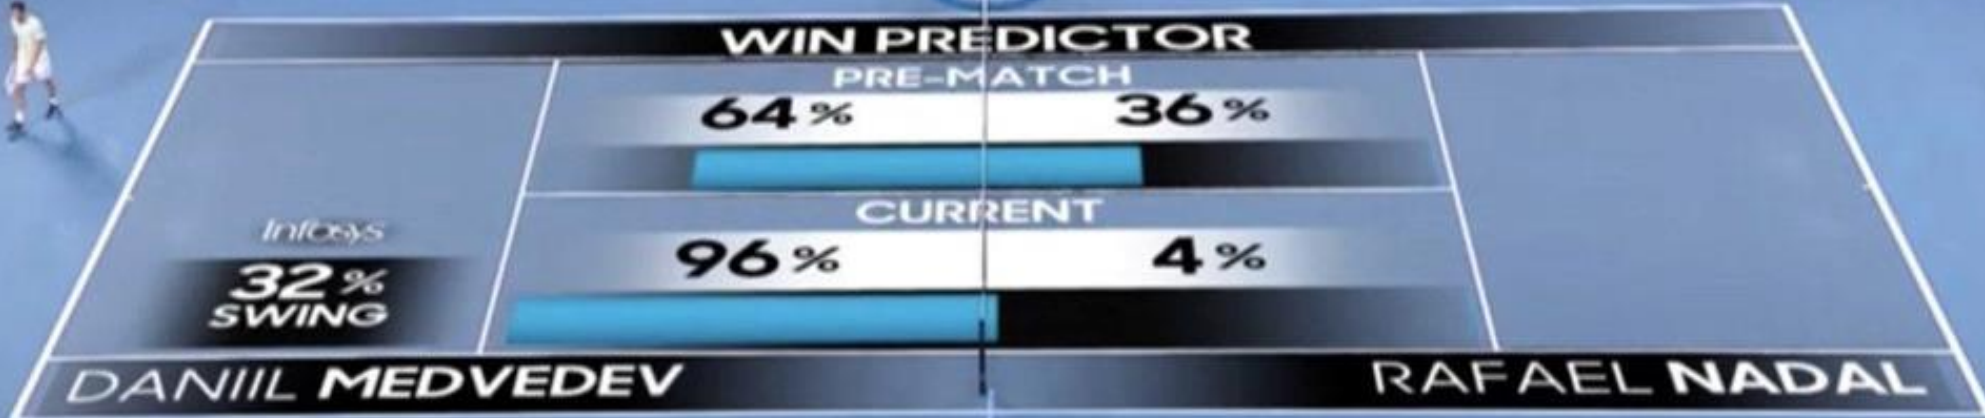 WIN PREDICTOR
PRE-MATCH
64% 36%
CURRENT
96% 4%
Infosys
32%
SWING
DANIIL MEDVEDEV
RAFAEL NADAL